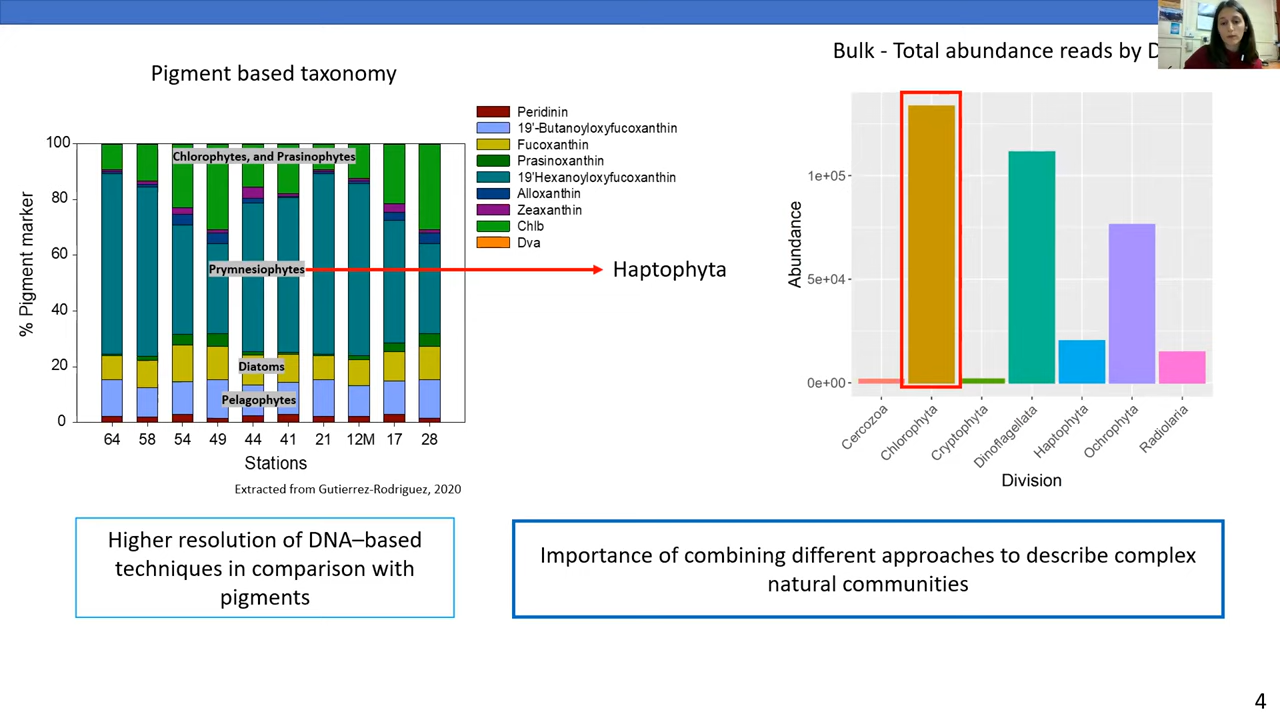 Pigment based taxonomy
Bulk - Total abundance reads by D
Peridinin
19'-Butanoyloxyfucoxanthin
Fucoxanthin
Prasinoxanthin
19'Hexanoyloxyfucoxanthin
Alloxanthin
Zeaxanthin
Chlb
Dva
% Pigment marker
100
80
60
40
20
0
Chlorophytes, and Prasinophytes
Prymnesiophytes
Diatoms
Pelagophytes
64 58 54 49 44 41 21 12M 17 28
Stations
Extracted from Gutierrez-Rodriguez, 2020
Haptophyta
Abundance
1e+05
5e+04
0e+00
Cercozoa
Chlorophyta
Cryptophyta
Dinoflagellata
Haptophyta
Ochrophyta
Radiolaria
Division
Higher resolution of DNA–based
techniques in comparison with
pigments
Importance of combining different approaches to describe complex
natural communities
4